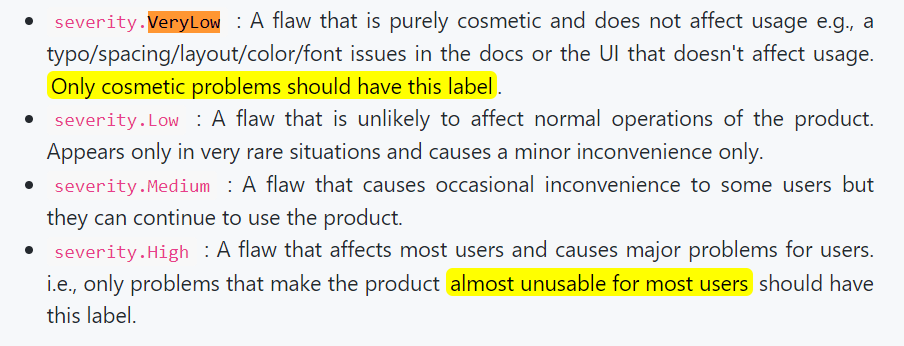 • severity.VeryLow : A flaw that is purely cosmetic and does not affect usage e.g., a
typo/spacing/layout/color/font issues in the docs or the UI that doesn't affect usage.
Only cosmetic problems should have this label.
• severity.Low : A flaw that is unlikely to affect normal operations of the product.
Appears only in very rare situations and causes a minor inconvenience only.
• severity.Medium : A flaw that causes occasional inconvenience to some users but
they can continue to use the product.
• severity.High : A flaw that affects most users and causes major problems for users.
i.e., only problems that make the product almost unusable for most users should have
this label.